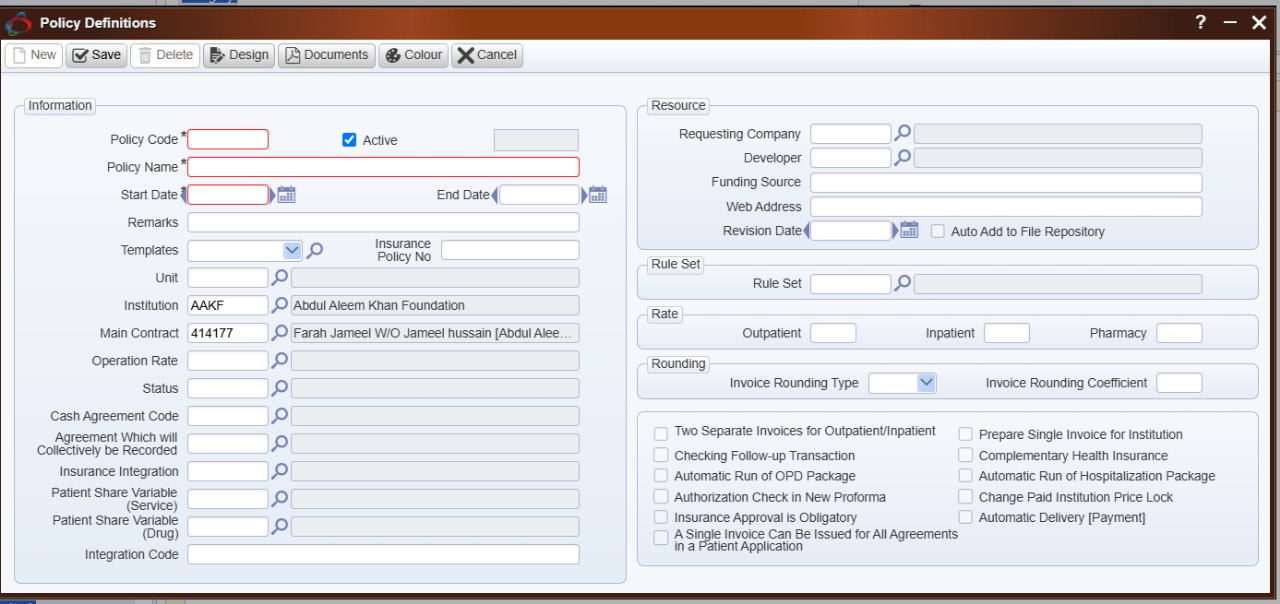 Policy Definitions
? – ×
New Save Delete Design Documents Colour Cancel
Information
Policy Code * Active
Policy Name *
Start Date * End Date
Remarks
Templates Insurance Policy No
Unit
Institution AAKF Abdul Aleem Khan Foundation
Main Contract 414177 Farah Jameel W/O Jameel hussain [Abdul Alee...
Operation Rate
Status
Cash Agreement Code
Agreement Which will
Collectively be Recorded
Insurance Integration
Patient Share Variable
(Service)
Patient Share Variable
(Drug)
Integration Code
Resource
Requesting Company
Developer
Funding Source
Web Address
Revision Date Auto Add to File Repository
Rule Set
Rule Set
Rate
Outpatient Inpatient Pharmacy
Rounding
Invoice Rounding Type Invoice Rounding Coefficient
Two Separate Invoices for Outpatient/Inpatient Prepare Single Invoice for Institution
Checking Follow-up Transaction Complementary Health Insurance
Automatic Run of OPD Package Automatic Run of Hospitalization Package
Authorization Check in New Proforma Change Paid Institution Price Lock
Insurance Approval is Obligatory Automatic Delivery [Payment]
A Single Invoice Can Be Issued for All Agreements
in a Patient Application